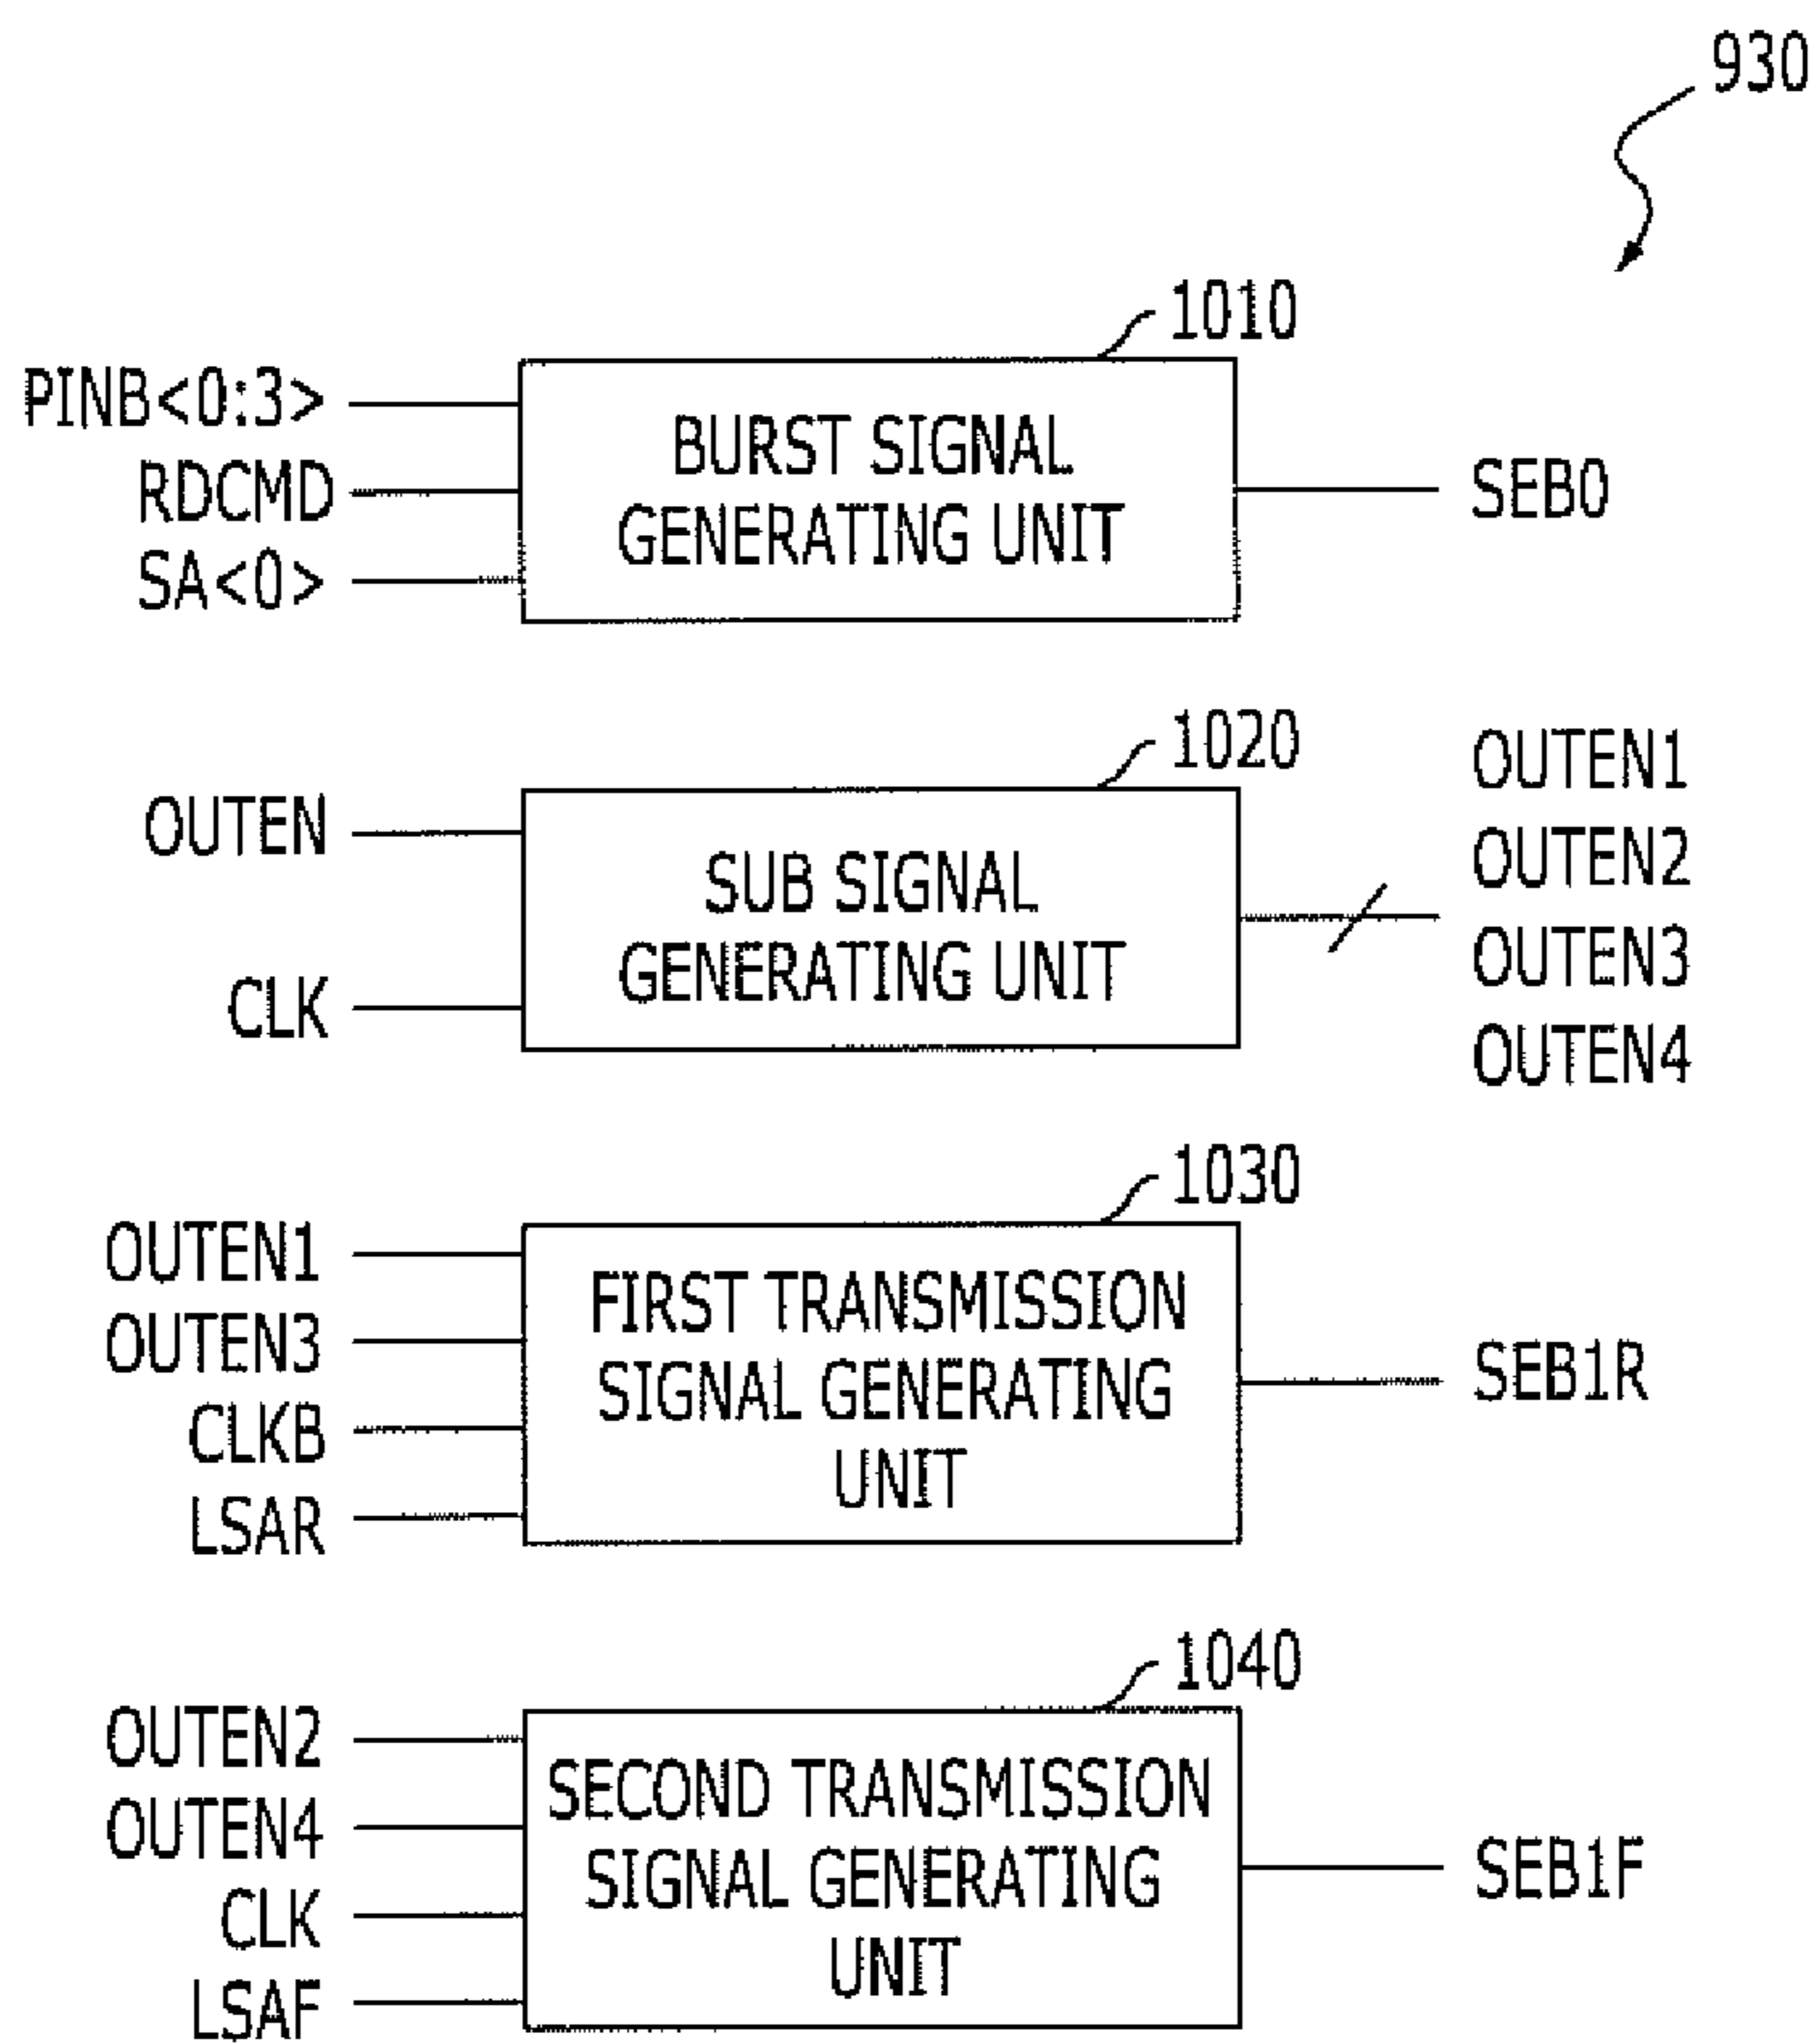 930
1010
PINB<0:3>
RDCMD
SA<0>
BURST SIGNAL
GENERATING UNIT
SEB0
1020
OUTEN
CLK
SUB SIGNAL
GENERATING UNIT
OUTEN1
OUTEN2
OUTEN3
OUTEN4
1030
OUTEN1
OUTEN3
CLKB
LSAR
FIRST TRANSMISSION
SIGNAL GENERATING
UNIT
SEB1R
1040
OUTEN2
OUTEN4
CLK
LSAF
SECOND TRANSMISSION
SIGNAL GENERATING
UNIT
SEB1F